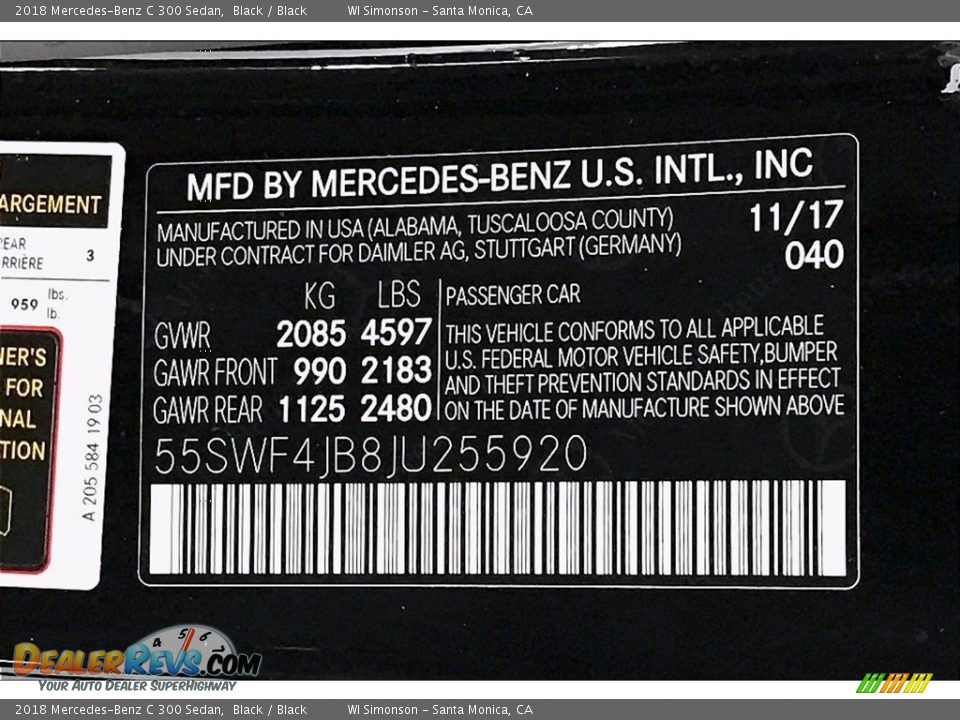 2018 Mercedes-Benz C 300 Sedan,  Black / Black  WI Simonson - Santa Monica, CA
ARGEMENT
REAR
RRIÈRE
3
959 lbs.
lb.
NER'S
FOR
NAL
TION
A 205 584 19 03
MFD BY MERCEDES-BENZ U.S. INTL., INC
MANUFACTURED IN USA (ALABAMA, TUSCALOOSA COUNTY) 11/17
UNDER CONTRACT FOR DAIMLER AG, STUTTGART (GERMANY) 040
KG LBS
GVWR 2085 4597
GAWR FRONT 990 2183
GAWR REAR 1125 2480
PASSENGER CAR
THIS VEHICLE CONFORMS TO ALL APPLICABLE
U.S. FEDERAL MOTOR VEHICLE SAFETY,BUMPER
AND THEFT PREVENTION STANDARDS IN EFFECT
ON THE DATE OF MANUFACTURE SHOWN ABOVE
55SWF4JB8JU255920
4 5 6
DEALERREVS.COM
YOUR AUTO DEALER SUPERHIGHWAY
2018 Mercedes-Benz C 300 Sedan,  Black / Black  WI Simonson - Santa Monica, CA